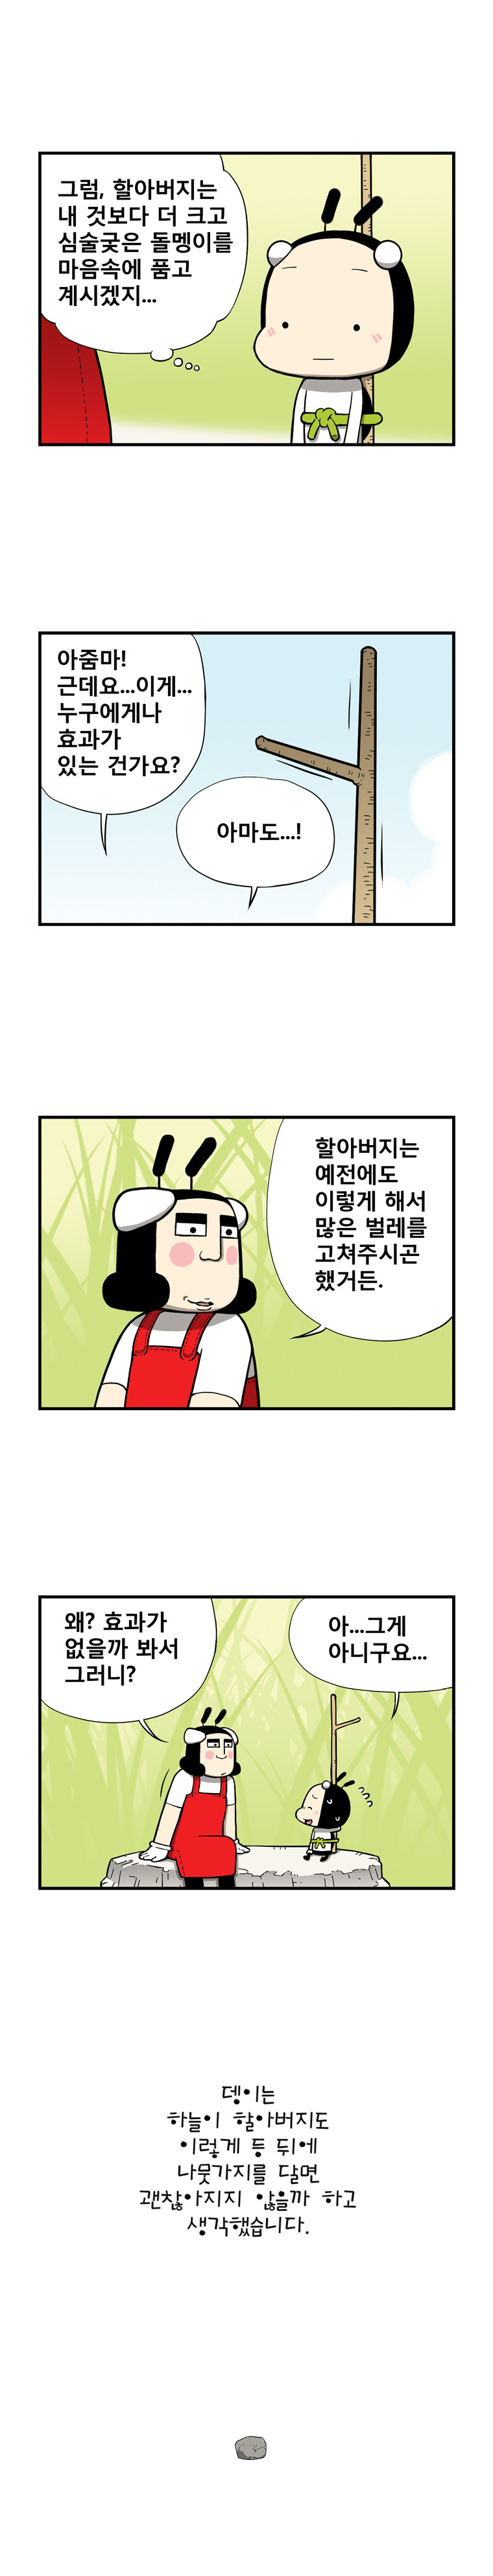 그럼, 할아버지는
내 것보다 더 크고
심술궂은 돌멩이를
마음속에 품고
계시겠지...
아줌마!
근데요...이게...
누구에게나
효과가
있는 건가요?
아마도...!
할아버지는
예전에도
이렇게 해서
많은 벌레를
고쳐주시곤
했거든.
왜? 효과가
없을까 봐서
그러니?
아...그게
아니구요...
뎅이는
하늘이 할아버지도
이렇게 등 뒤에
나뭇가지를 달면
괜찮아지지 않을까 하고
생각했습니다.